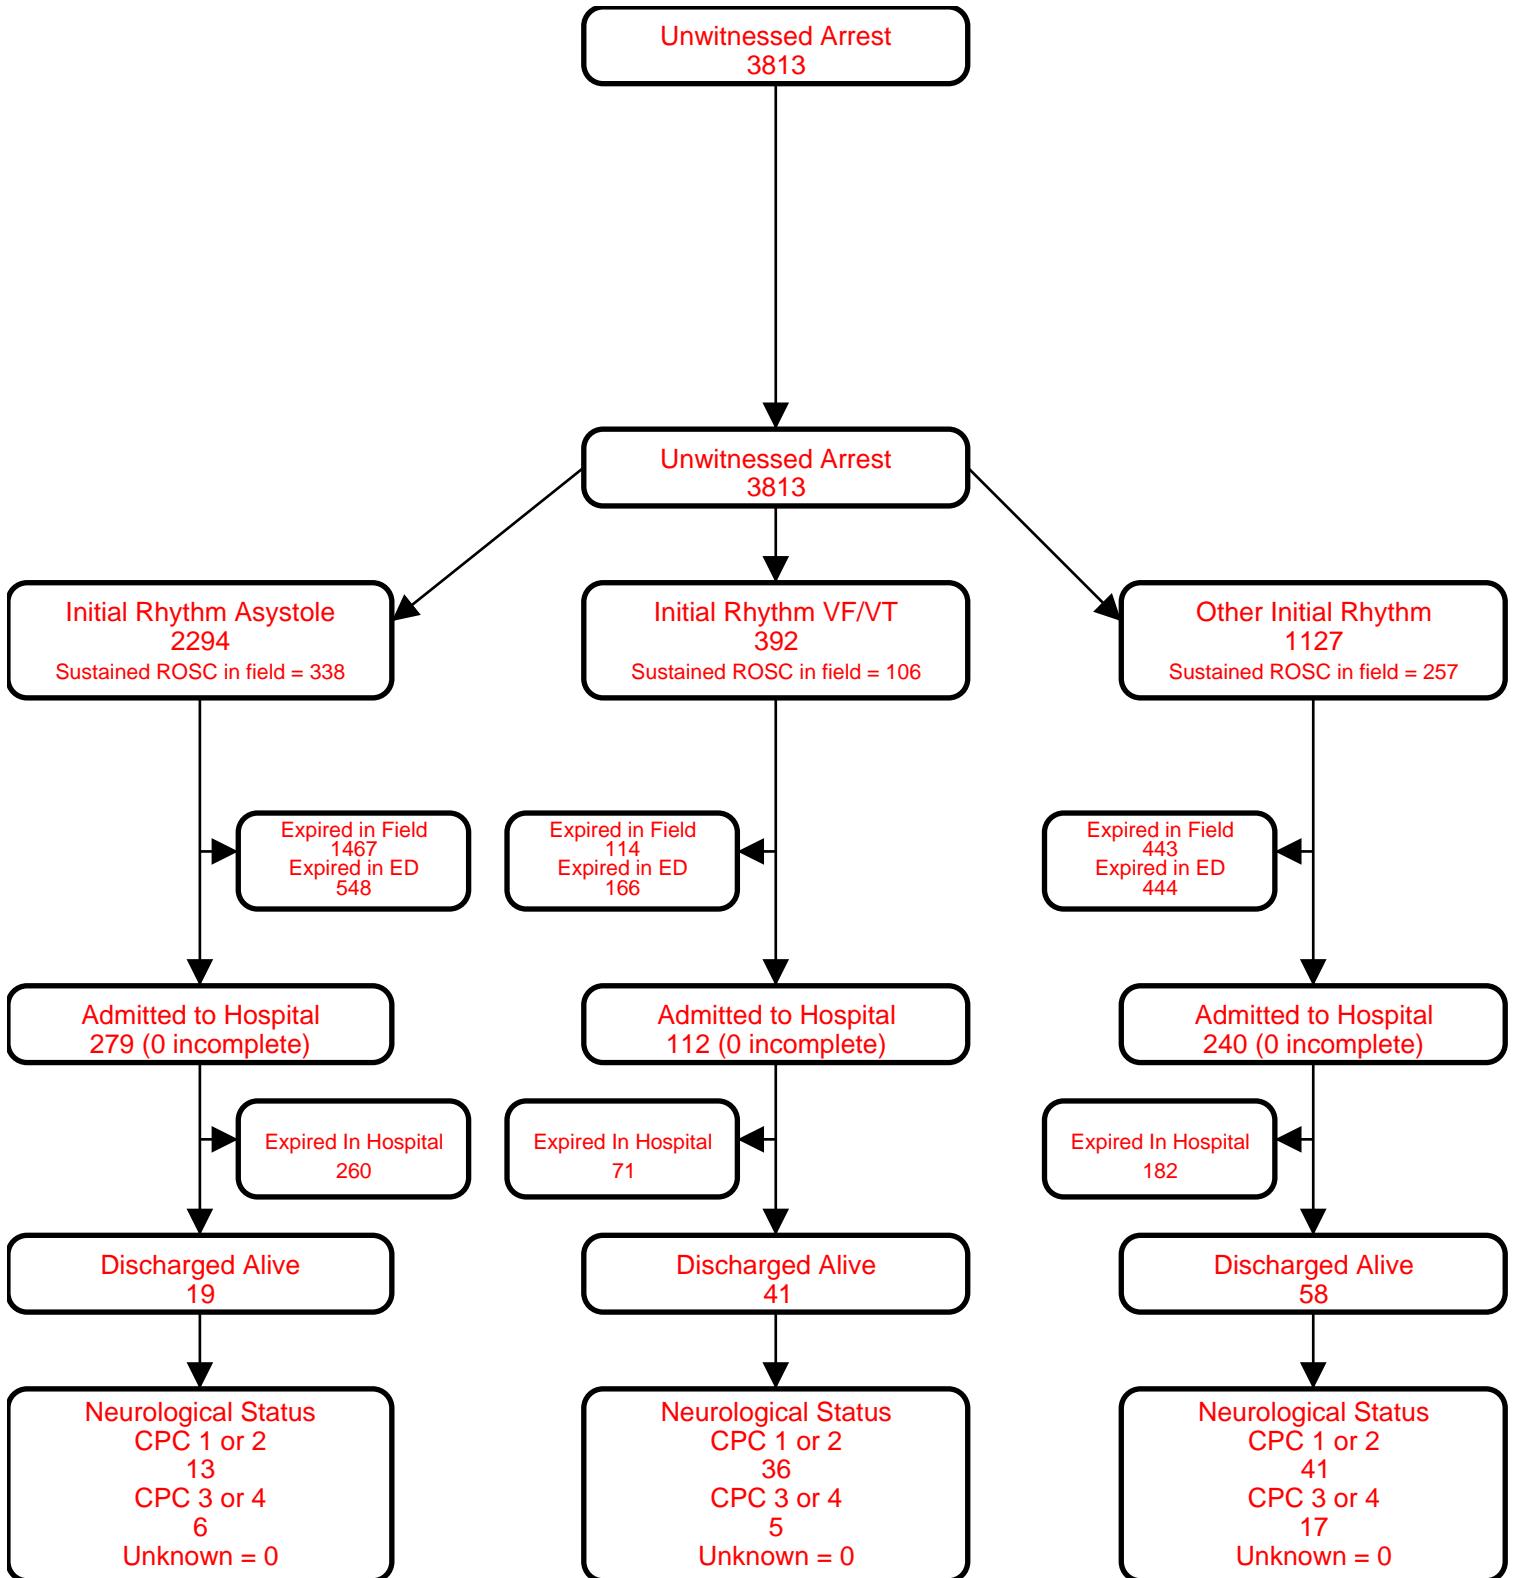 Unwitnessed Arrest
3813
Unwitnessed Arrest
3813
Initial Rhythm Asystole
2294
Sustained ROSC in field = 338
Initial Rhythm VF/VT
392
Sustained ROSC in field = 106
Other Initial Rhythm
1127
Sustained ROSC in field = 257
Expired in Field
1467
Expired in ED
548
Expired in Field
114
Expired in ED
166
Expired in Field
443
Expired in ED
444
Admitted to Hospital
279 (0 incomplete)
Admitted to Hospital
112 (0 incomplete)
Admitted to Hospital
240 (0 incomplete)
Expired In Hospital
260
Expired In Hospital
71
Expired In Hospital
182
Discharged Alive
19
Discharged Alive
41
Discharged Alive
58
Neurological Status
CPC 1 or 2
13
CPC 3 or 4
6
Unknown = 0
Neurological Status
CPC 1 or 2
36
CPC 3 or 4
5
Unknown = 0
Neurological Status
CPC 1 or 2
41
CPC 3 or 4
17
Unknown = 0